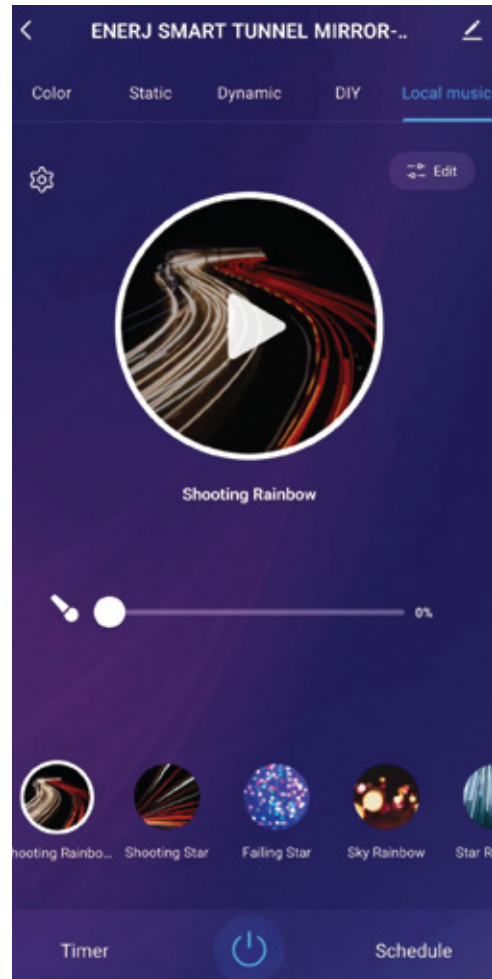 ENERJ SMART TUNNEL MIRROR-..
Color Static Dynamic DIY Local music
Edit
Shooting Rainbow
0%
hooting Rainbo... Shooting Star Failing Star Sky Rainbow Star R
Timer Schedule